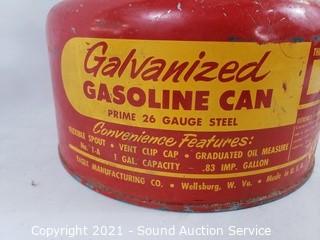 Galvanized
GASOLINE CAN
PRIME 26 GAUGE STEEL
Convenience Features:
FLEXIBLE SPOUT • VENT CLIP CAP • GRADUATED OIL MEASURE
No. 1-A 1 GAL. CAPACITY - .83 IMP. GALLON
EAGLE MANUFACTURING CO. • Wellsburg, W. Va. • Made in U.S.A.
Copyright 2021 - Sound Auction Service